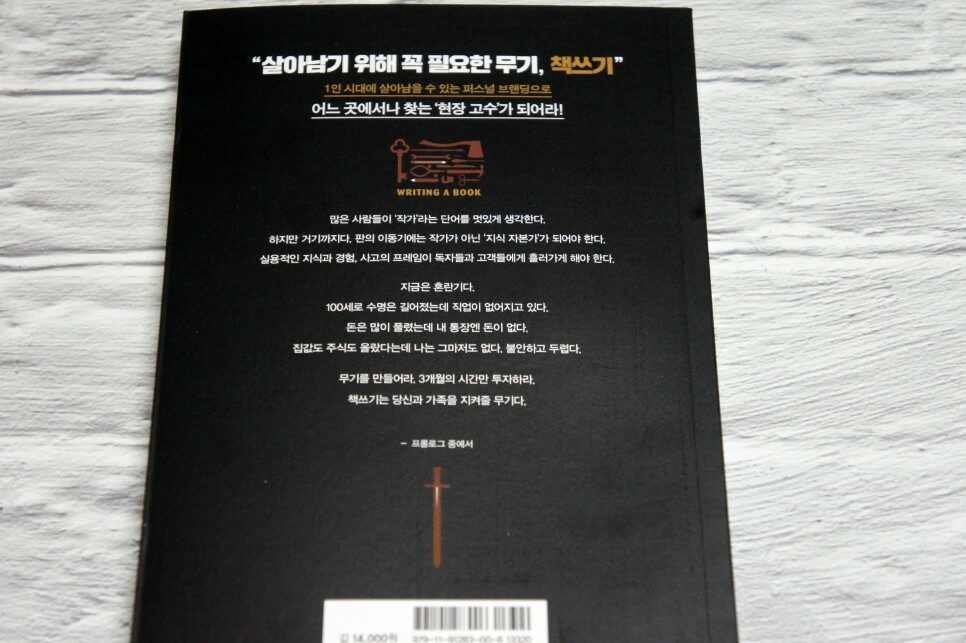 “살아남기 위해 꼭 필요한 무기, 책쓰기”
1인 시대에 살아남을 수 있는 퍼스널 브랜딩으로
어느 곳에서나 찾는 ‘현장 고수’가 되어라!
WRITING A BOOK
많은 사람들이 ‘작가’라는 단어를 멋있게 생각한다.
하지만 거기까지다. 판의 이동기에는 작가가 아닌 ‘지식 자본가’가 되어야 한다.
실용적인 지식과 경험, 사고의 프레임이 독자들과 고객들에게 흘러가게 해야 한다.
지금은 혼란기다.
100세로 수명은 길어졌는데 직업이 없어지고 있다.
돈은 많이 풀렸는데 내 통장엔 돈이 없다.
집값도 주식도 올랐다는데 나는 그마저도 없다. 불안하고 두렵다.
무기를 만들어라. 3개월의 시간만 투자하라.
책쓰기는 당신과 가족을 지켜줄 무기다.
– 프롤로그 중에서
값 14,000원
979-11-91283-00-6 13320